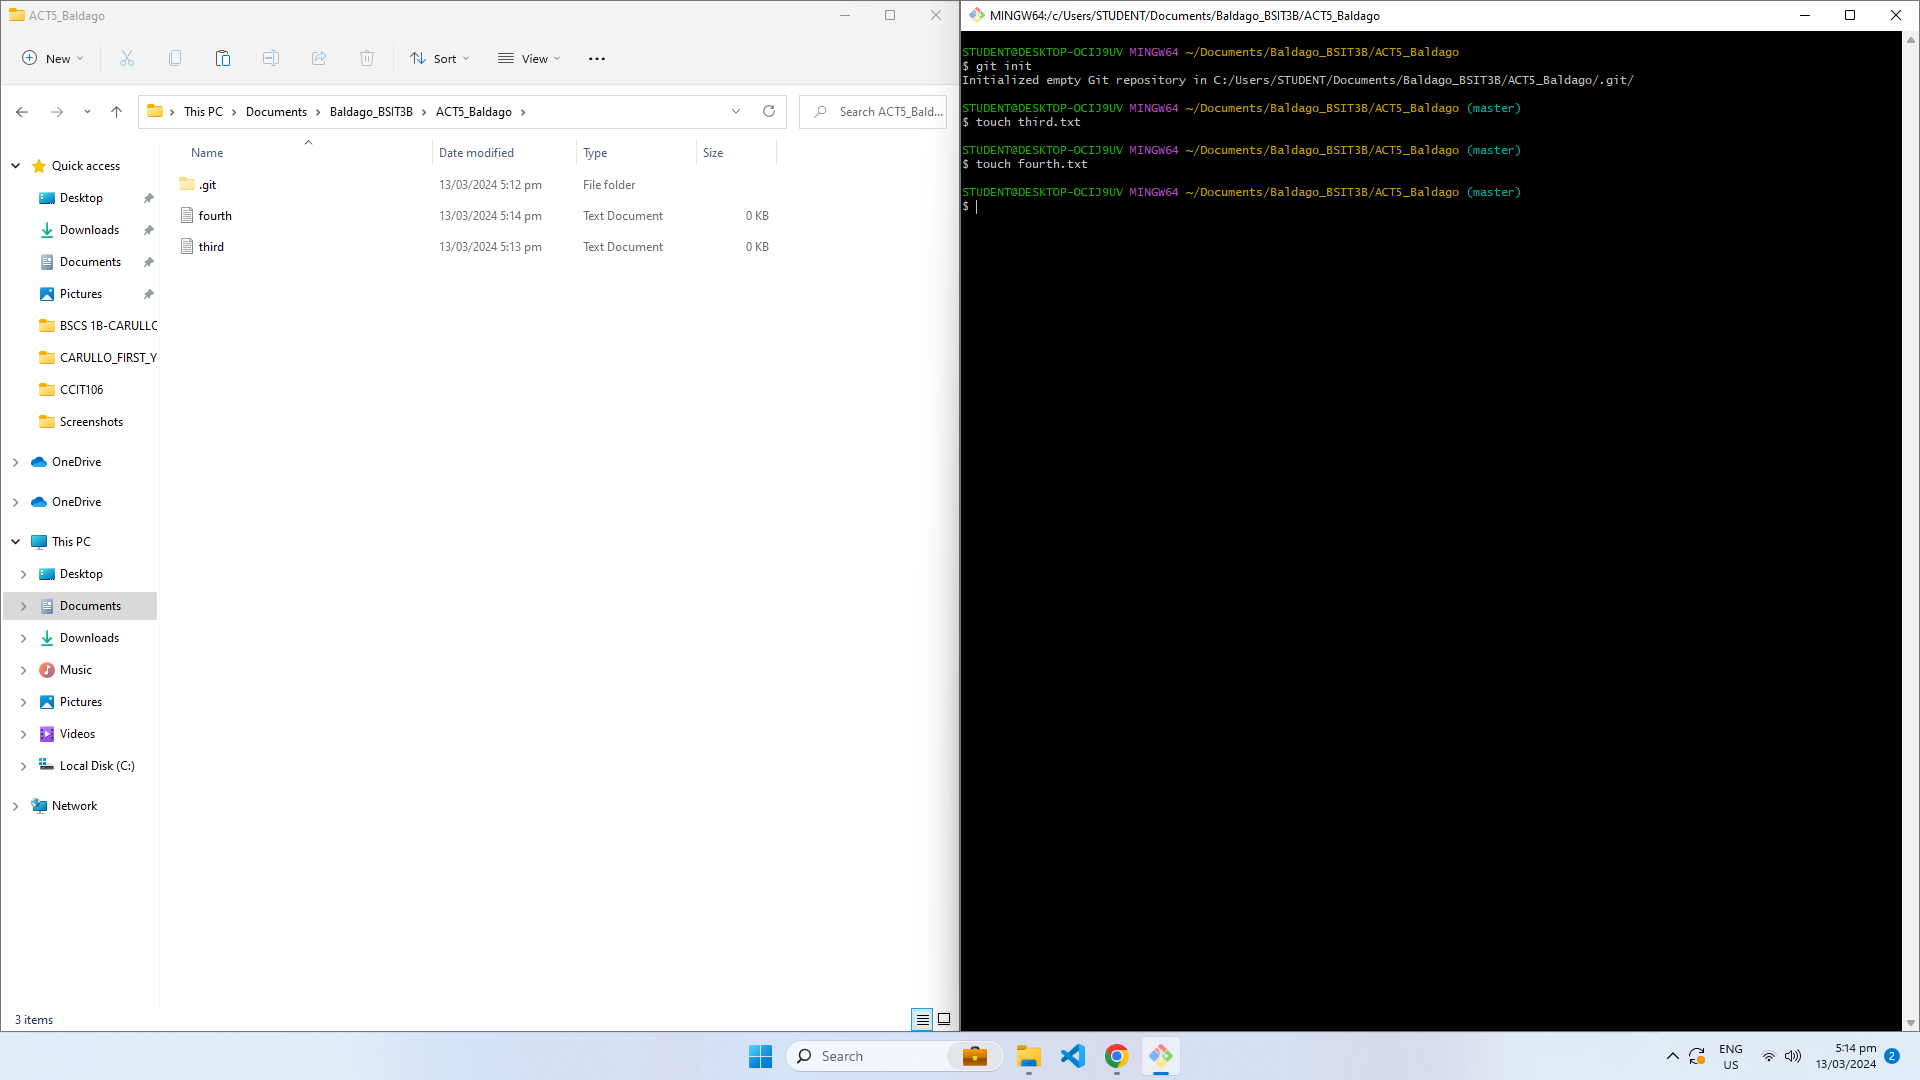 ACT5_Baldago
New
Sort
View
This PC
Documents
Baldago_BSIT3B
ACT5_Baldago
Search ACT5_Bald...
Quick access
Desktop
Downloads
Documents
Pictures
BSCS 1B-CARULLO
CARULLO_FIRST_Y
CCIT106
Screenshots
OneDrive
OneDrive
This PC
Desktop
Documents
Downloads
Music
Pictures
Videos
Local Disk (C:)
Network
Name Date modified Type Size
.git 13/03/2024 5:12 pm File folder
fourth 13/03/2024 5:14 pm Text Document 0 KB
third 13/03/2024 5:13 pm Text Document 0 KB
3 items
MINGW64:/c/Users/STUDENT/Documents/Baldago_BSIT3B/ACT5_Baldago
STUDENT@DESKTOP-OCIJ9UV MINGW64 ~/Documents/Baldago_BSIT3B/ACT5_Baldago
$ git init
Initialized empty Git repository in C:/Users/STUDENT/Documents/Baldago_BSIT3B/ACT5_Baldago/.git/
STUDENT@DESKTOP-OCIJ9UV MINGW64 ~/Documents/Baldago_BSIT3B/ACT5_Baldago (master)
$ touch third.txt
STUDENT@DESKTOP-OCIJ9UV MINGW64 ~/Documents/Baldago_BSIT3B/ACT5_Baldago (master)
$ touch fourth.txt
STUDENT@DESKTOP-OCIJ9UV MINGW64 ~/Documents/Baldago_BSIT3B/ACT5_Baldago (master)
$
Search
ENG
US
5:14 pm
13/03/2024
2